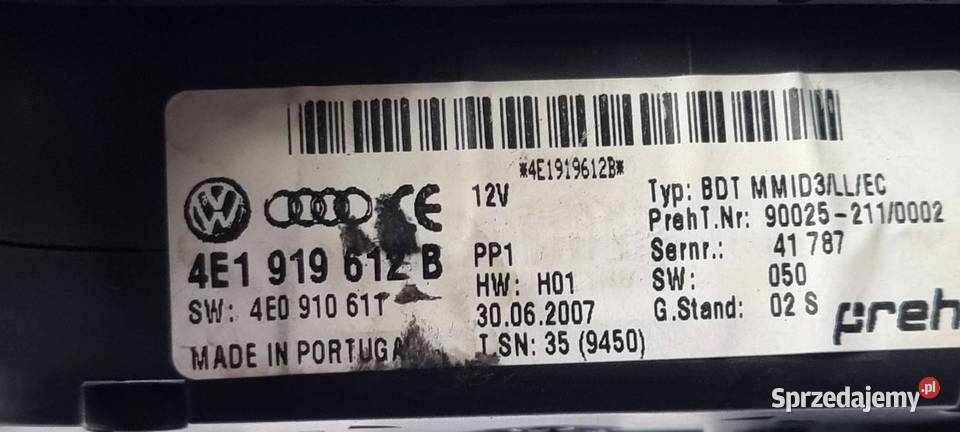 *4E1919612B*
12V
Typ: BDT MMID3/LL/EC
PrehT.Nr: 90025-211/0002
4E1 919 612 B
PP1
Sernr.: 41 787
HW: H01
SW: 050
SW: 4E0 910 611
30.06.2007
G.Stand: 02 S
preh
MADE IN PORTUGA
T.SN: 35 (9450)
Sprzedajemy.pl